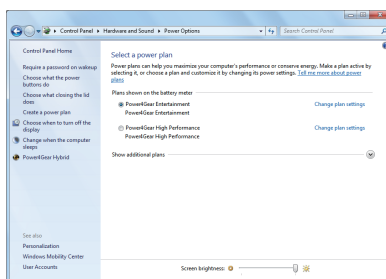 Control Panel ▸ Hardware and Sound ▸ Power Options
Search Control Panel
Control Panel Home
Require a password on wakeup
Choose what the power
buttons do
Choose what closing the lid
does
Create a power plan
Choose when to turn off the
display
Change when the computer
sleeps
Power4Gear Hybrid
See also
Personalization
Windows Mobility Center
User Accounts
Select a power plan
Power plans can help you maximize your computer's performance or conserve energy. Make a plan active by
selecting it, or choose a plan and customize it by changing its power settings. Tell me more about power
plans
Plans shown on the battery meter
Power4Gear Entertainment Change plan settings
Power4Gear Entertainment
Power4Gear High Performance Change plan settings
Power4Gear High Performance
Show additional plans
Screen brightness: